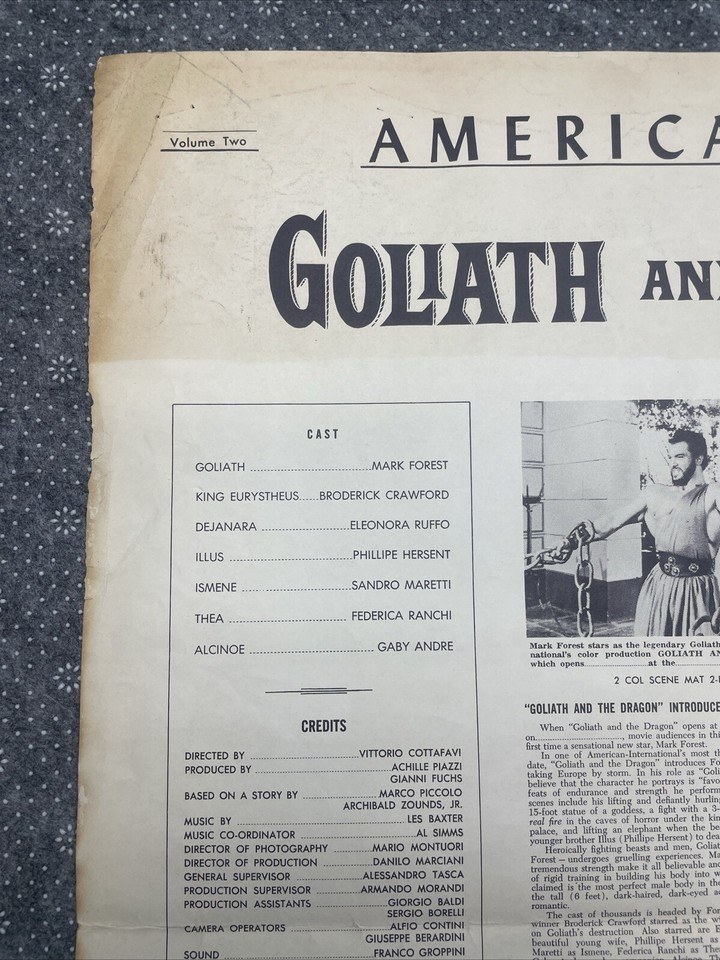 Volume Two
AMERICA
GOLIATH AN
CAST
GOLIATH ..............................MARK FOREST
KING EURYSTHEUS.....BRODERICK CRAWFORD
DEJANARA ......................ELEONORA RUFFO
ILLUS ..............................PHILLIPE HERSENT
ISMENE ..........................SANDRO MARETTI
THEA .............................. FEDERICA RANCHI
ALCINOE .............................. GABY ANDRE
CREDITS
DIRECTED BY ......................VITTORIO COTTAFAVI
PRODUCED BY ..............................ACHILLE PIAZZI
GIANNI FUCHS
BASED ON A STORY BY ..................MARCO PICCOLO
ARCHIBALD ZOUNDS, JR.
MUSIC BY ..............................LES BAXTER
MUSIC CO-ORDINATOR ..............................AL SIMMS
DIRECTOR OF PHOTOGRAPHY ..........MARIO MONTUORI
DIRECTOR OF PRODUCTION ..........DANILO MARCIANI
GENERAL SUPERVISOR ..................ALESSANDRO TASCA
PRODUCTION SUPERVISOR ..........ARMANDO MORANDI
PRODUCTION ASSISTANTS ..................GIORGIO BALDI
SERGIO BORELLI
CAMERA OPERATORS ..................ALFIO CONTINI
GIUSEPPE BERARDINI
SOUND ..............................FRANCO GROPPINI
Mark Forest stars as the legendary Goliath
national's color production GOLIATH AN
which opens....................at the
2 COL SCENE MAT 2-
"GOLIATH AND THE DRAGON" INTRODUCE
When "Goliath and the Dragon" opens at
on......................, movie audiences in thi
first time a sensational new star, Mark Forest.
In one of American-International's most th
date, "Goliath and the Dragon" introduces Fo
taking Europe by storm. In his role as "Goli
believe that the character he portrays is "favo
feats of endurance and strength he perform
scenes include his lifting and defiantly hurlin
15-foot statue of a goddess, a fight with a 3-
real fire in the caves of horror under the kin
palace, and lifting an elephant when the be
younger brother Illus (Phillipe Hersent) to dea
Heroically fighting beasts and men, Goliat
Forest — undergoes gruelling experiences. Ma
tremendous strength make it all believable and
of rigid training in building his body into w
claimed is the most perfect male body in the
the tall (6 feet), dark-haired, dark-eyed a
romantic.
The cast of thousands is headed by For
winner Broderick Crawford starred as the w
on Goliath's destruction Also starred are E
beautiful young wife, Phillipe Hersent as
Maretti as Ismene, Federica Ranchi as The